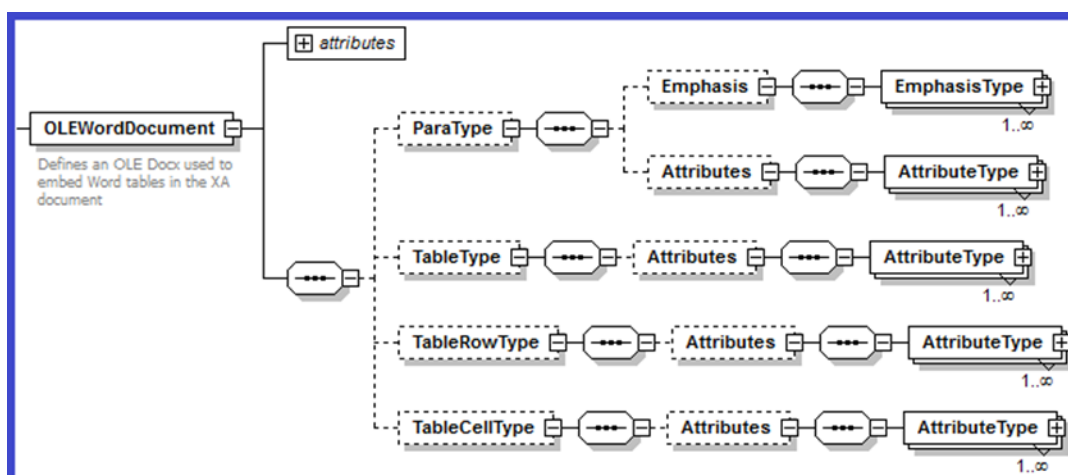 attributes
Emphasis
EmphasisType
1..∞
OLEWordDocument
ParaType
Defines an OLE Docx used to
embed Word tables in the XA
document
Attributes
AttributeType
1..∞
TableType
Attributes
AttributeType
1..∞
TableRowType
Attributes
AttributeType
1..∞
TableCellType
Attributes
AttributeType
1..∞